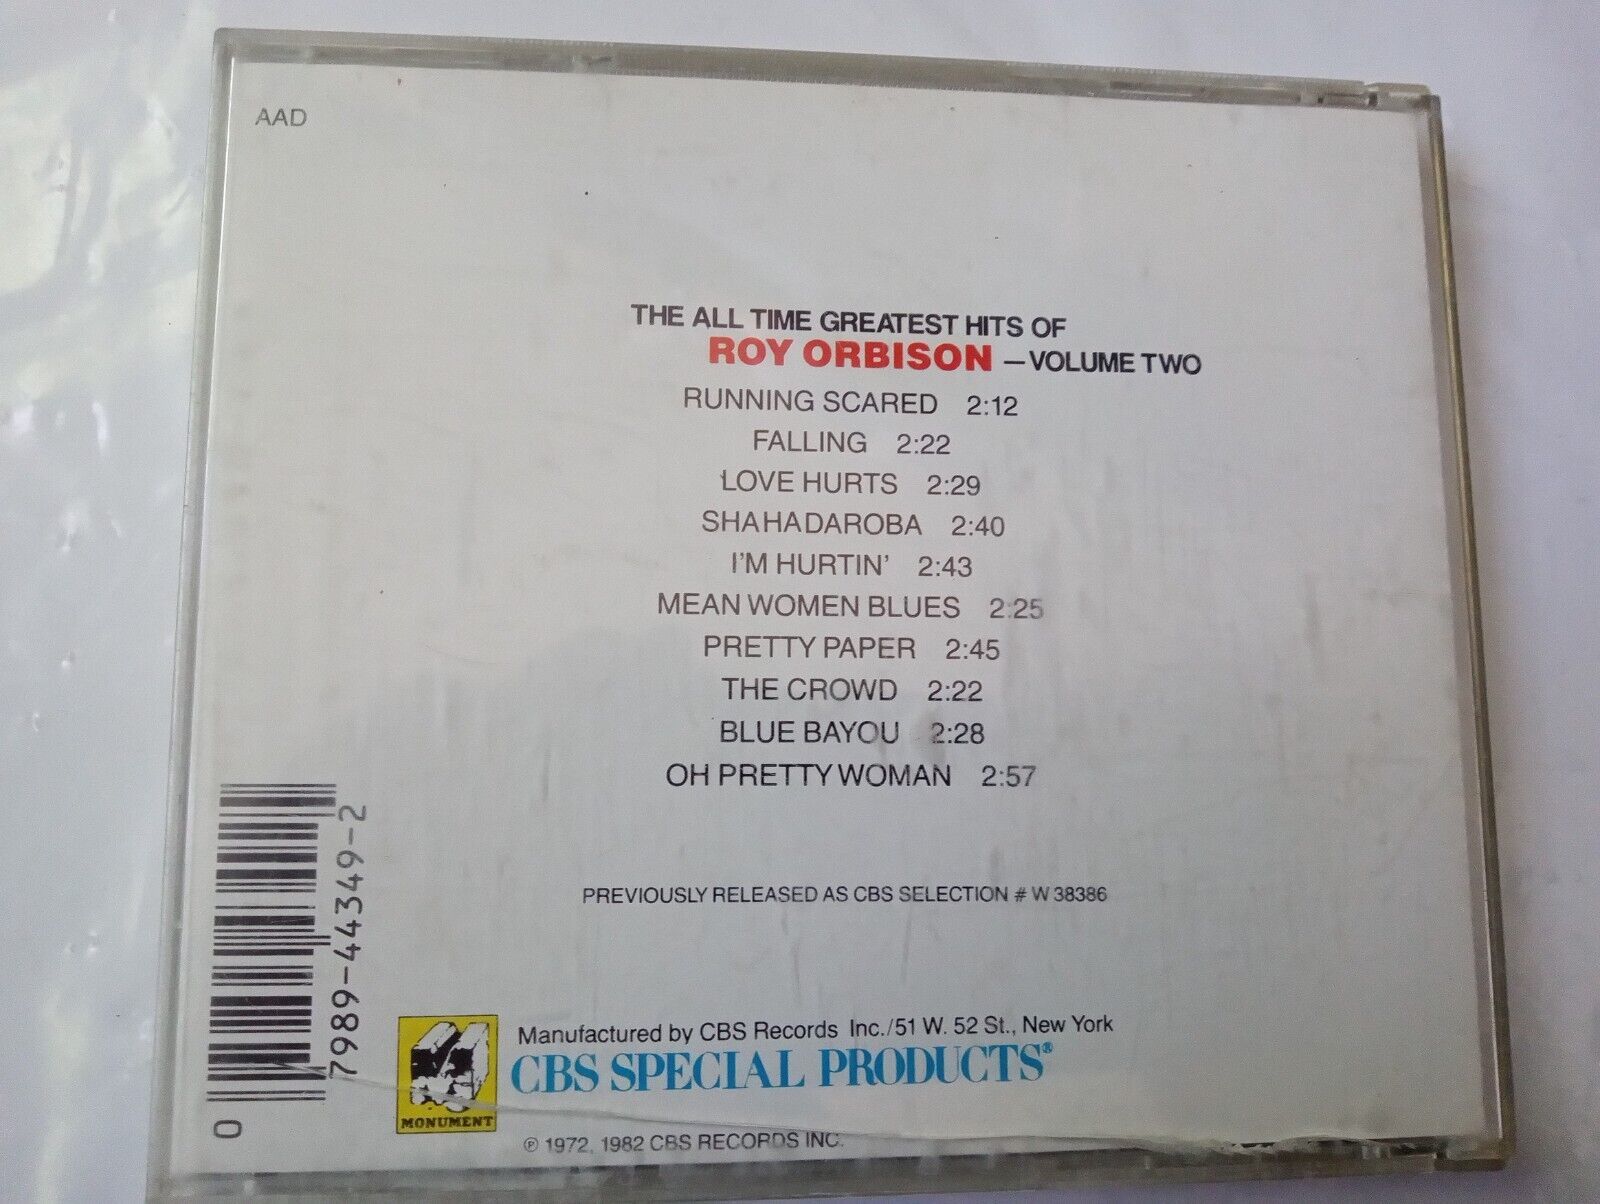 AAD
THE ALL TIME GREATEST HITS OF
ROY ORBISON —VOLUME TWO
RUNNING SCARED 2:12
FALLING 2:22
LOVE HURTS 2:29
SHAHADAROBA 2:40
I'M HURTIN' 2:43
MEAN WOMEN BLUES 2:25
PRETTY PAPER 2:45
THE CROWD 2:22
BLUE BAYOU 2:28
OH PRETTY WOMAN 2:57
PREVIOUSLY RELEASED AS CBS SELECTION # W 38386
0 7989-44349-2
MONUMENT
Manufactured by CBS Records Inc./51 W. 52 St., New York
CBS SPECIAL PRODUCTS®
℗ 1972, 1982 CBS RECORDS INC.